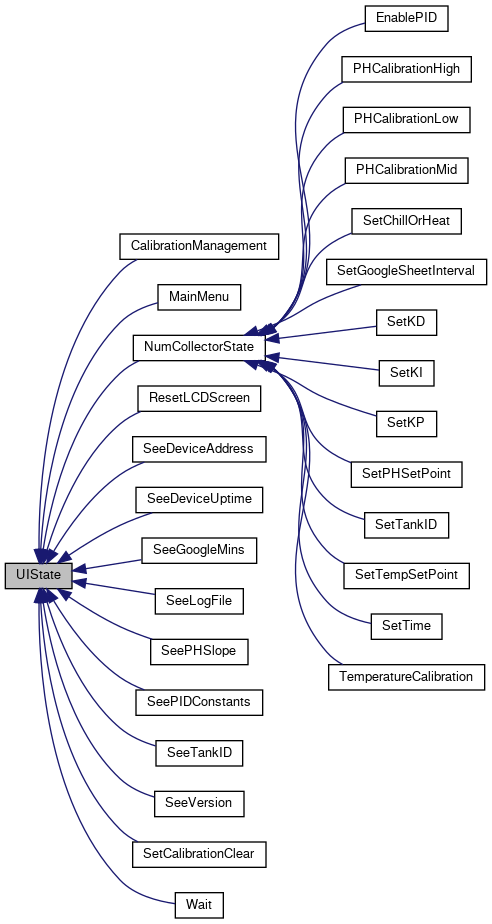 EnablePID
PHCalibrationHigh
PHCalibrationLow
PHCalibrationMid
SetChillOrHeat
CalibrationManagement
SetGoogleSheetInterval
MainMenu
SetKD
NumCollectorState
SetKI
ResetLCDScreen
SetKP
SeeDeviceAddress
SetPHSetPoint
SeeDeviceUptime
SetTankID
SeeGoogleMins
UIState
SetTempSetPoint
SeeLogFile
SetTime
SeePHSlope
TemperatureCalibration
SeePIDConstants
SeeTankID
SeeVersion
SetCalibrationClear
Wait